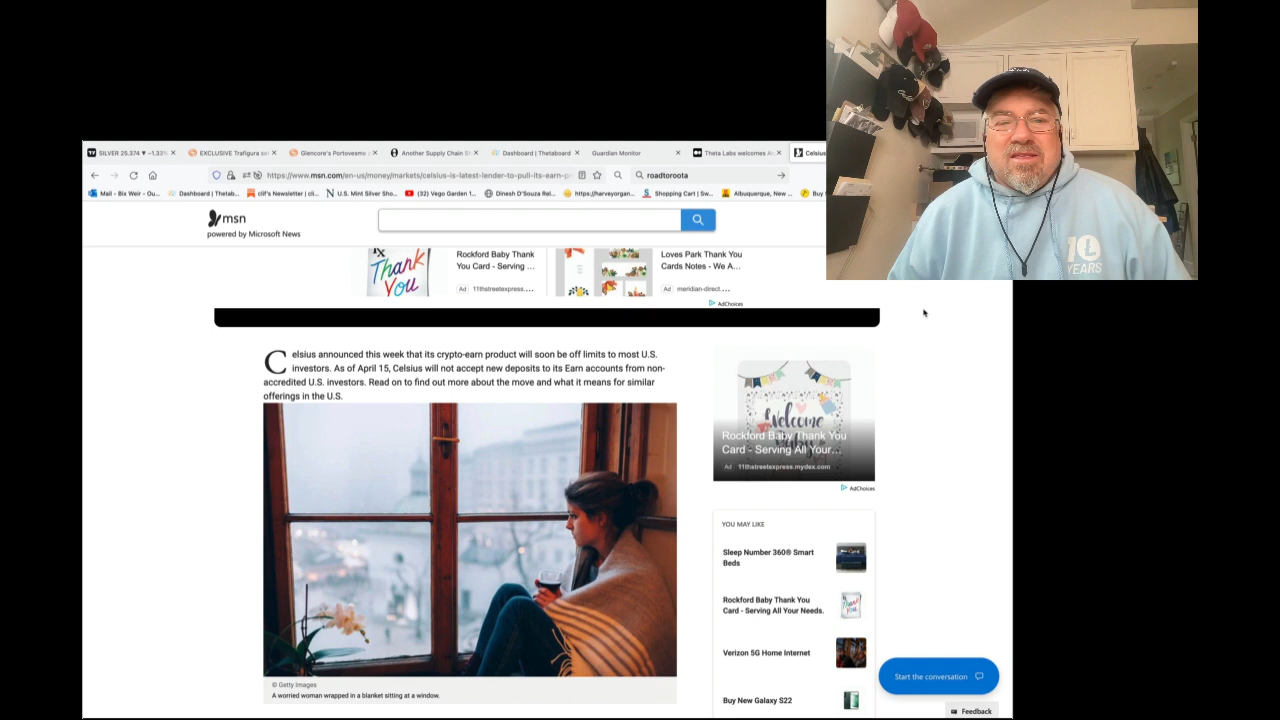 SILVER 25.374 ▼ −1.33%
EXCLUSIVE Trafigura se
Glencore's Portovesme
Another Supply Chain S
Dashboard | Thetaboard
Guardian Monitor
Theta Labs welcomes A
Celsius
https://www.msn.com/en-us/money/markets/celsius-is-latest-lender-to-pull-its-earn-p
roadtoroota
Mail - Bix Weir - Ou...
Dashboard | Thetab...
clif's Newsletter | cli...
U.S. Mint Silver Sho...
(32) Vego Garden 1...
Dinesh D'Souza Rel...
https://harveyorgan...
Shopping Cart | Sw...
Albuquerque, New ...
Buy
msn
powered by Microsoft News
Thank
You
Rockford Baby Thank
You Card - Serving ...
Ad 11thstreetexpress....
Loves Park Thank You
Cards Notes - We A...
Ad meridian-direct....
AdChoices
Celsius announced this week that its crypto-earn product will soon be off limits to most U.S.
investors. As of April 15, Celsius will not accept new deposits to its Earn accounts from non-
accredited U.S. investors. Read on to find out more about the move and what it means for similar
offerings in the U.S.
© Getty Images
A worried woman wrapped in a blanket sitting at a window.
Welcome
Rockford Baby Thank You
Card - Serving All Your...
Ad 11thstreetexpress.mydex.com
AdChoices
YOU MAY LIKE
Sleep Number 360® Smart
Beds
Rockford Baby Thank You
Card - Serving All Your Needs.
Verizon 5G Home Internet
Buy New Galaxy S22
Start the conversation
Feedback
10
YEARS